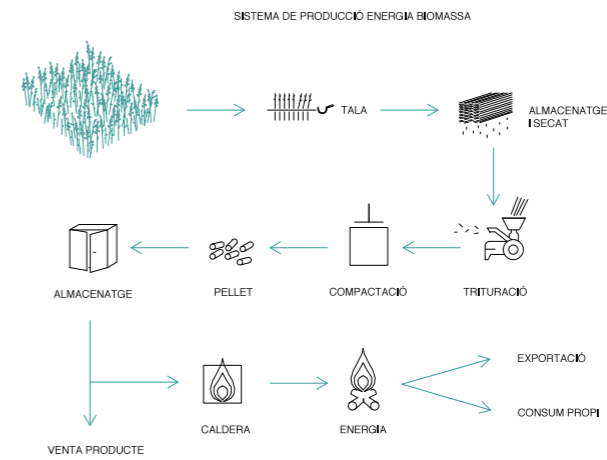 SISTEMA DE PRODUCCIÓ ENERGIA BIOMASSA
TALA
ALMACENATGE
I SECAT
ALMACENATGE
PELLET
COMPACTACIÓ
TRITURACIÓ
EXPORTACIÓ
CONSUM PROPI
CALDERA
ENERGIA
VENTA PRODUCTE